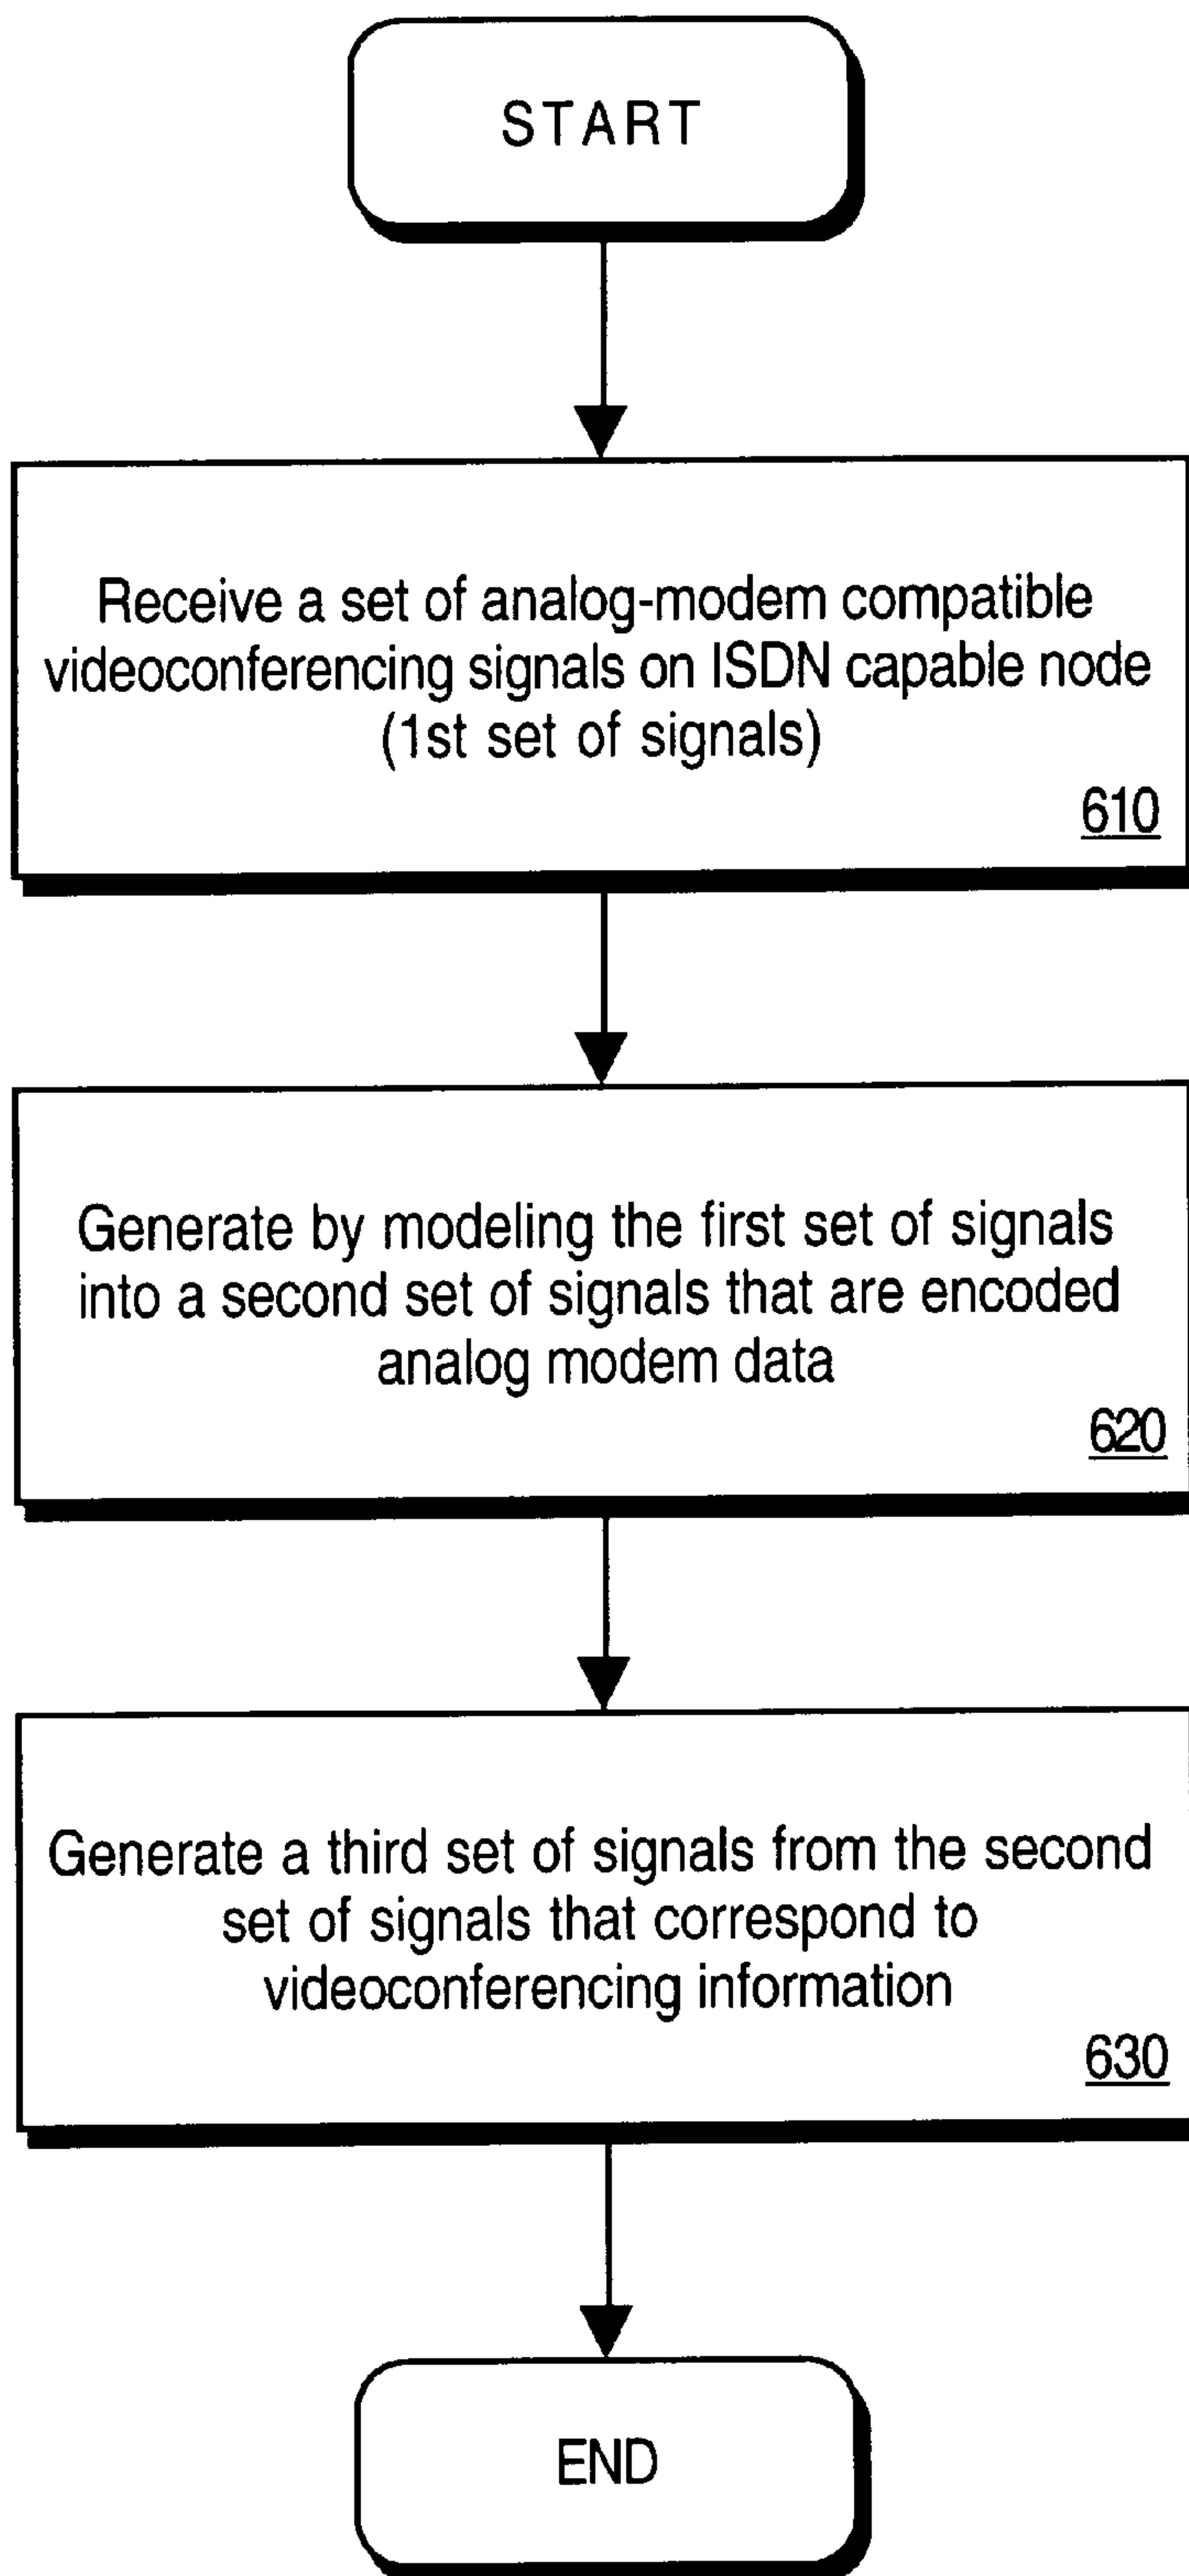 START
Receive a set of analog-modem compatible
videoconferencing signals on ISDN capable node
(1st set of signals)
610
Generate by modeling the first set of signals
into a second set of signals that are encoded
analog modem data
620
Generate a third set of signals from the second
set of signals that correspond to
videoconferencing information
630
END